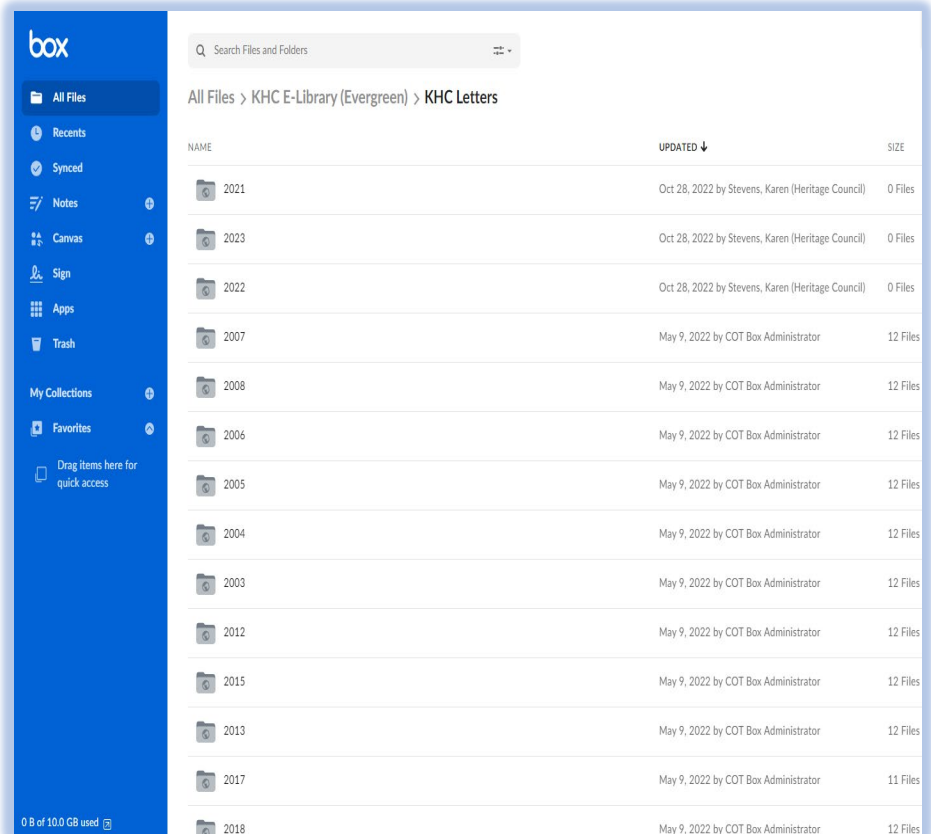 box
Search Files and Folders
All Files
Recents
Synced
Notes
Canvas
Sign
Apps
Trash
My Collections
Favorites
Drag items here for
quick access
0 B of 10.0 GB used
All Files > KHC E-Library (Evergreen) > KHC Letters
NAME UPDATED SIZE
2021 Oct 28, 2022 by Stevens, Karen (Heritage Council) 0 Files
2023 Oct 28, 2022 by Stevens, Karen (Heritage Council) 0 Files
2022 Oct 28, 2022 by Stevens, Karen (Heritage Council) 0 Files
2007 May 9, 2022 by COT Box Administrator 12 Files
2008 May 9, 2022 by COT Box Administrator 12 Files
2006 May 9, 2022 by COT Box Administrator 12 Files
2005 May 9, 2022 by COT Box Administrator 12 Files
2004 May 9, 2022 by COT Box Administrator 12 Files
2003 May 9, 2022 by COT Box Administrator 12 Files
2012 May 9, 2022 by COT Box Administrator 12 Files
2015 May 9, 2022 by COT Box Administrator 12 Files
2013 May 9, 2022 by COT Box Administrator 12 Files
2017 May 9, 2022 by COT Box Administrator 11 Files
2018 May 9, 2022 by COT Box Administrator 12 Files